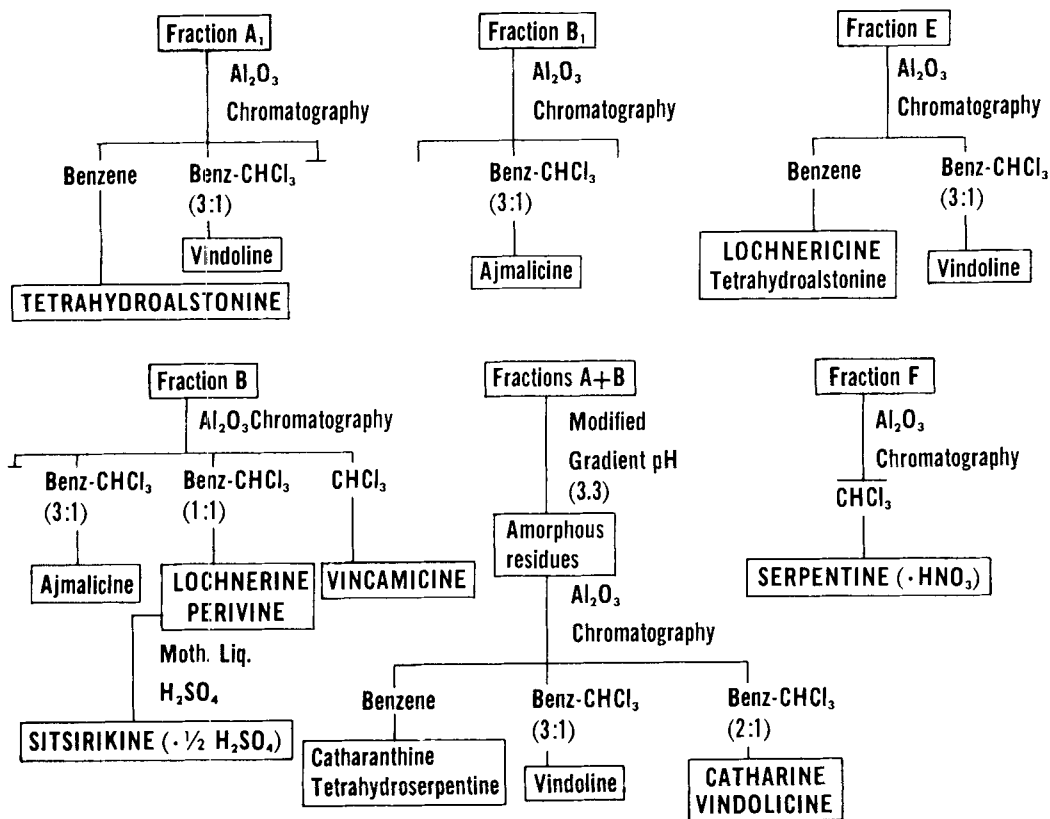 Fraction A₁
Al₂O₃
Chromatography
Benzene
Benz-CHCl₃
(3:1)
Vindoline
TETRAHYDROALSTONINE
Fraction B₁
Al₂O₃
Chromatography
Benz-CHCl₃
(3:1)
Ajmalicine
Fraction E
Al₂O₃
Chromatography
Benzene
Benz-CHCl₃
(3:1)
LOCHNERICINE
Tetrahydroalstonine
Vindoline
Fraction B
Al₂O₃ Chromatography
Benz-CHCl₃
(3:1)
Benz-CHCl₃
(1:1)
CHCl₃
Ajmalicine
LOCHNERINE
PERIVINE
VINCAMICINE
Moth. Liq.
H₂SO₄
SITSIRIKINE (· ½ H₂SO₄)
Fractions A+B
Modified
Gradient pH
(3.3)
Amorphous
residues
Al₂O₃
Chromatography
Benzene
Benz-CHCl₃
(3:1)
Benz-CHCl₃
(2:1)
Catharanthine
Tetrahydroserpentine
Vindoline
CATHARINE
VINDOLICINE
Fraction F
Al₂O₃
Chromatography
CHCl₃
SERPENTINE (· HNO₃)